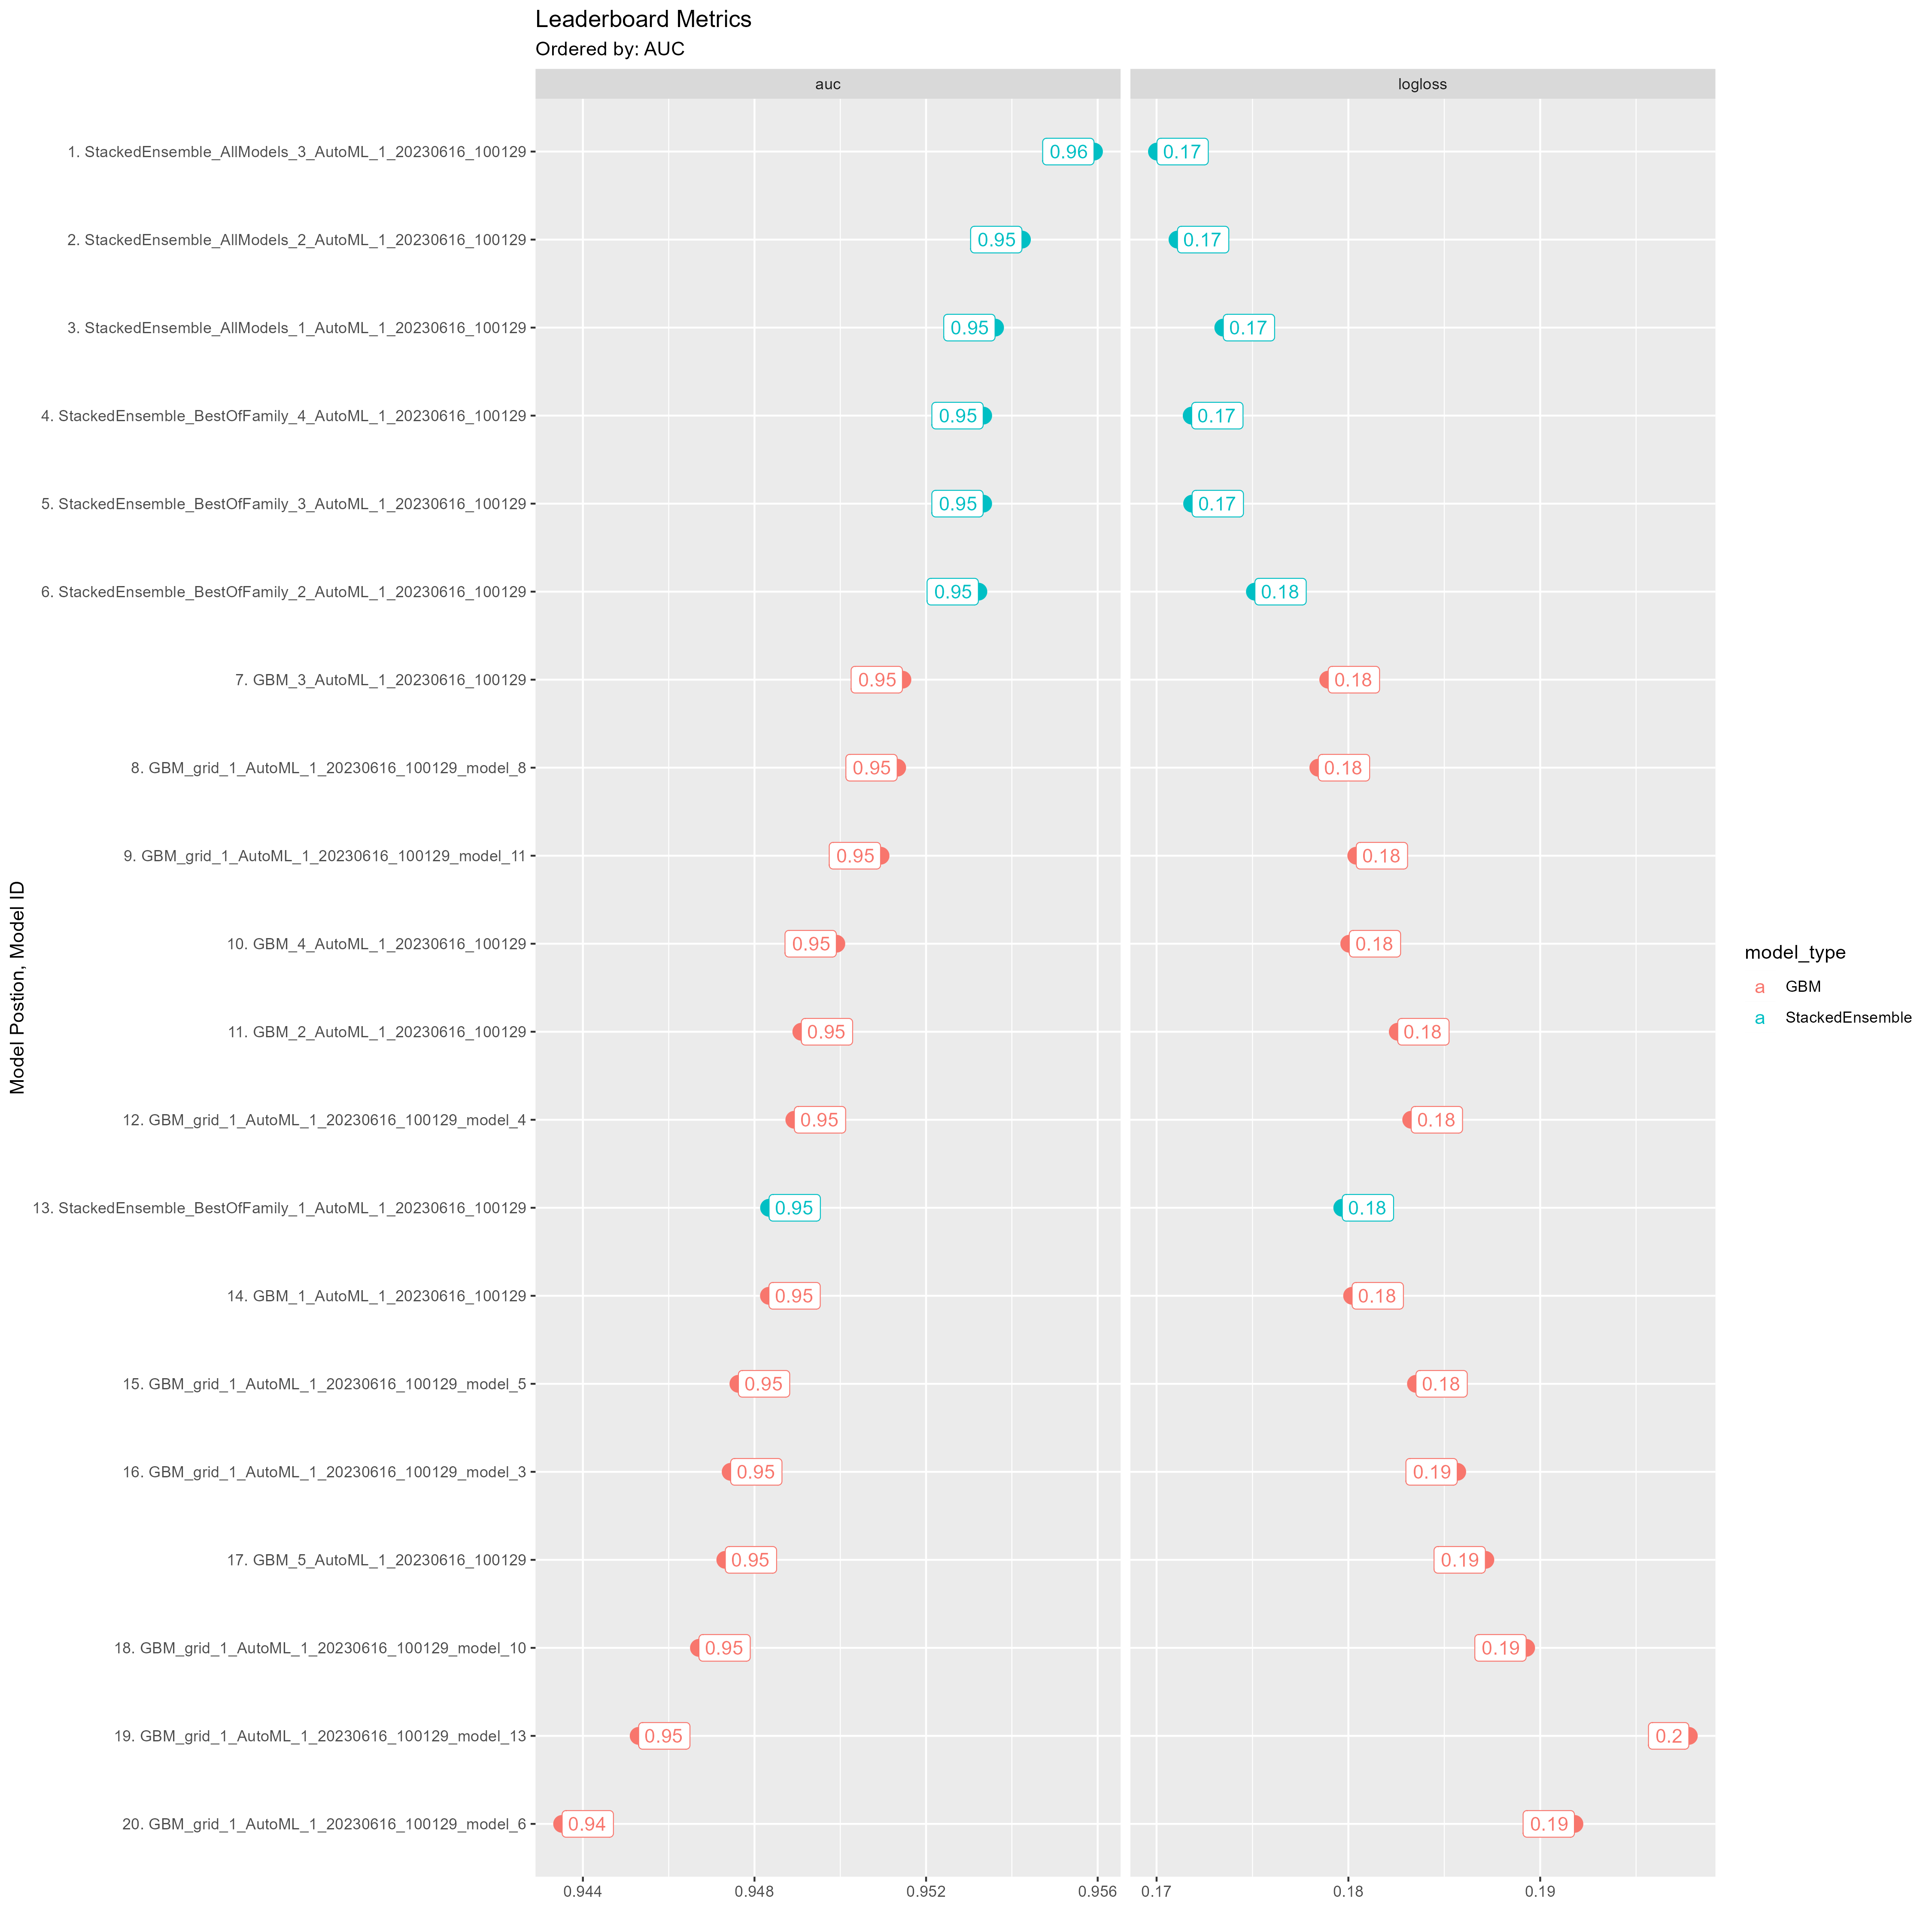 Leaderboard Metrics
Ordered by: AUC
auc
logloss
Model Postion, Model ID
1. StackedEnsemble_AllModels_3_AutoML_1_20230616_100129 0.96 0.17
2. StackedEnsemble_AllModels_2_AutoML_1_20230616_100129 0.95 0.17
3. StackedEnsemble_AllModels_1_AutoML_1_20230616_100129 0.95 0.17
4. StackedEnsemble_BestOfFamily_4_AutoML_1_20230616_100129 0.95 0.17
5. StackedEnsemble_BestOfFamily_3_AutoML_1_20230616_100129 0.95 0.17
6. StackedEnsemble_BestOfFamily_2_AutoML_1_20230616_100129 0.95 0.18
7. GBM_3_AutoML_1_20230616_100129 0.95 0.18
8. GBM_grid_1_AutoML_1_20230616_100129_model_8 0.95 0.18
9. GBM_grid_1_AutoML_1_20230616_100129_model_11 0.95 0.18
10. GBM_4_AutoML_1_20230616_100129 0.95 0.18
11. GBM_2_AutoML_1_20230616_100129 0.95 0.18
12. GBM_grid_1_AutoML_1_20230616_100129_model_4 0.95 0.18
13. StackedEnsemble_BestOfFamily_1_AutoML_1_20230616_100129 0.95 0.18
14. GBM_1_AutoML_1_20230616_100129 0.95 0.18
15. GBM_grid_1_AutoML_1_20230616_100129_model_5 0.95 0.18
16. GBM_grid_1_AutoML_1_20230616_100129_model_3 0.95 0.19
17. GBM_5_AutoML_1_20230616_100129 0.95 0.19
18. GBM_grid_1_AutoML_1_20230616_100129_model_10 0.95 0.19
19. GBM_grid_1_AutoML_1_20230616_100129_model_13 0.95 0.2
20. GBM_grid_1_AutoML_1_20230616_100129_model_6 0.94 0.19
0.944 0.948 0.952 0.956 0.17 0.18 0.19
model_type
a GBM
a StackedEnsemble